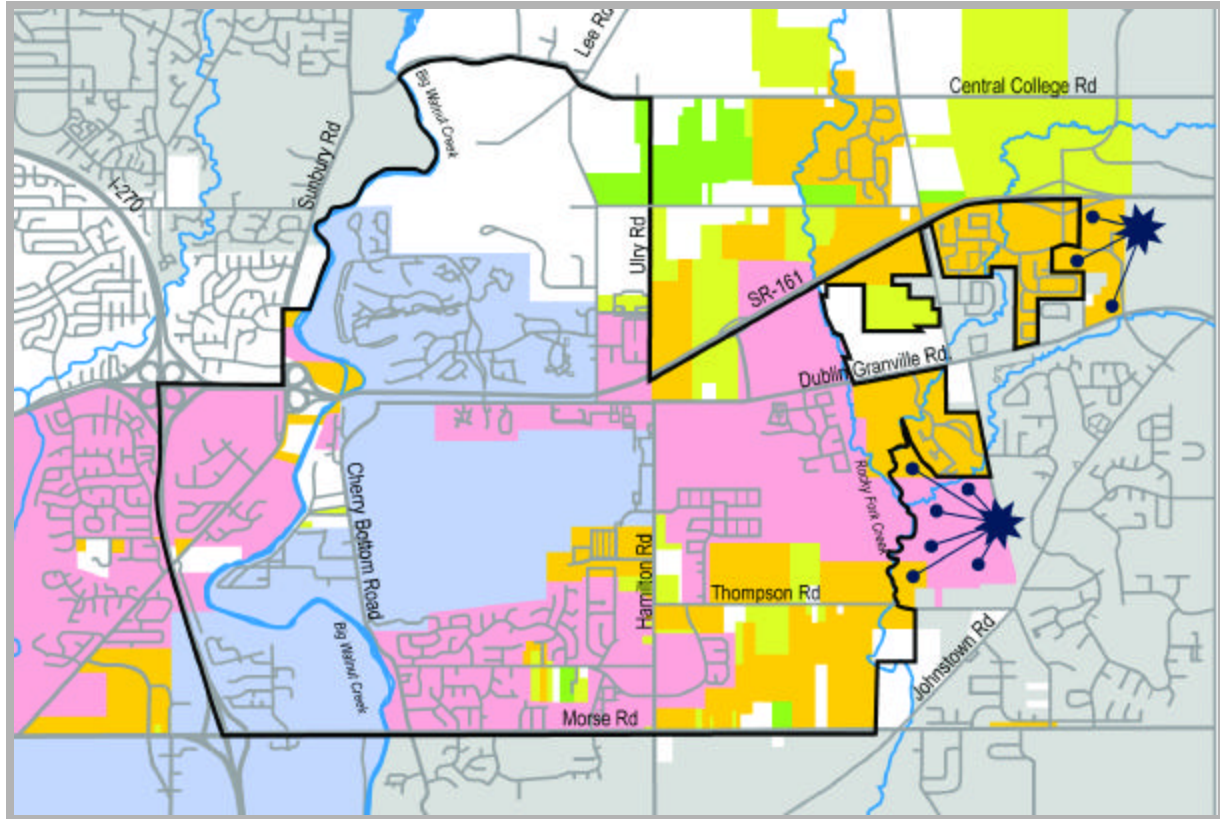 Lee Rd
Central College Rd
Big Walnut Creek
Sunbury Rd
I-270
Ulry Rd
SR-161
Dublin Granville Rd.
Cherry Bottom Road
Rocky Fork Creek
Hamilton Rd
Thompson Rd
Big Walnut Creek
Johnstown Rd
Morse Rd